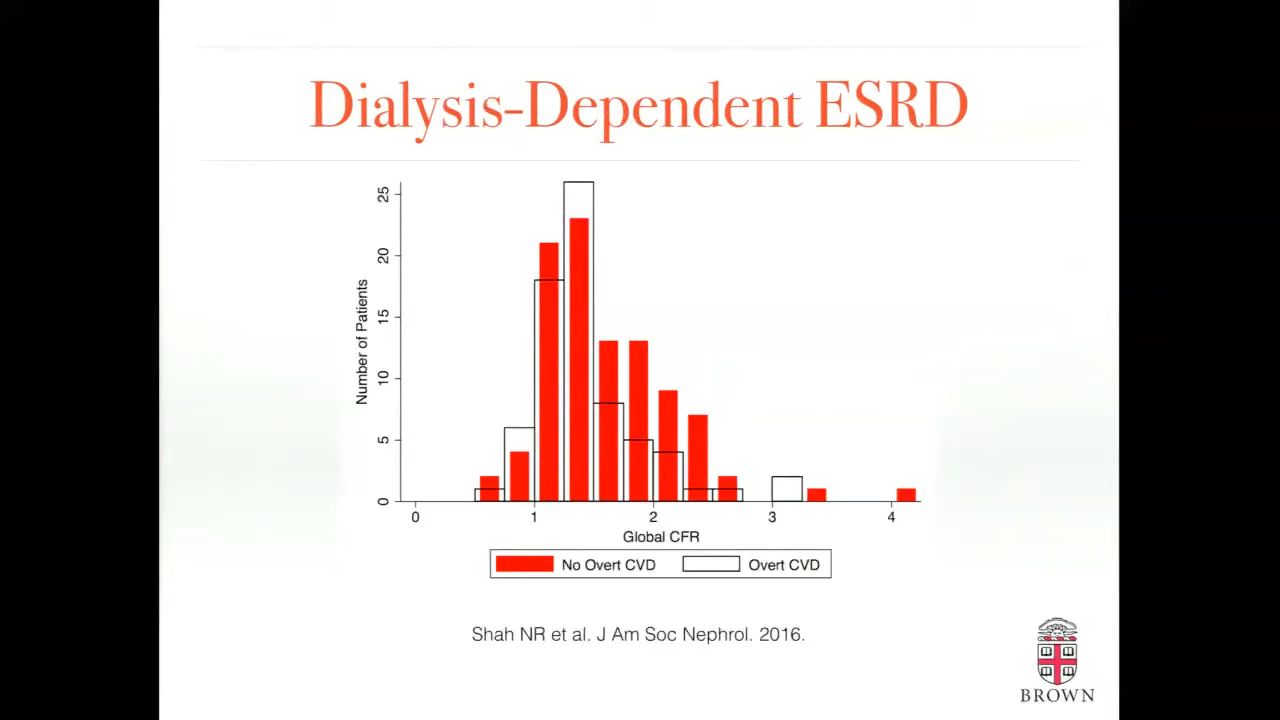 Dialysis-Dependent ESRD
25
20
15
10
5
0
Number of Patients
0 1 2 3 4
Global CFR
No Overt CVD Overt CVD
Shah NR et al. J Am Soc Nephrol. 2016.
BROWN